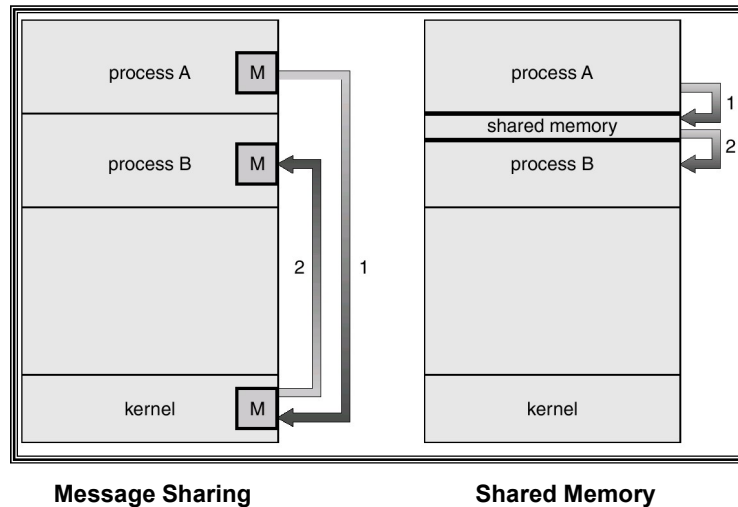 process A
M
process B
M
2
1
kernel
M
process A
1
shared memory
2
process B
kernel
Message Sharing
Shared Memory